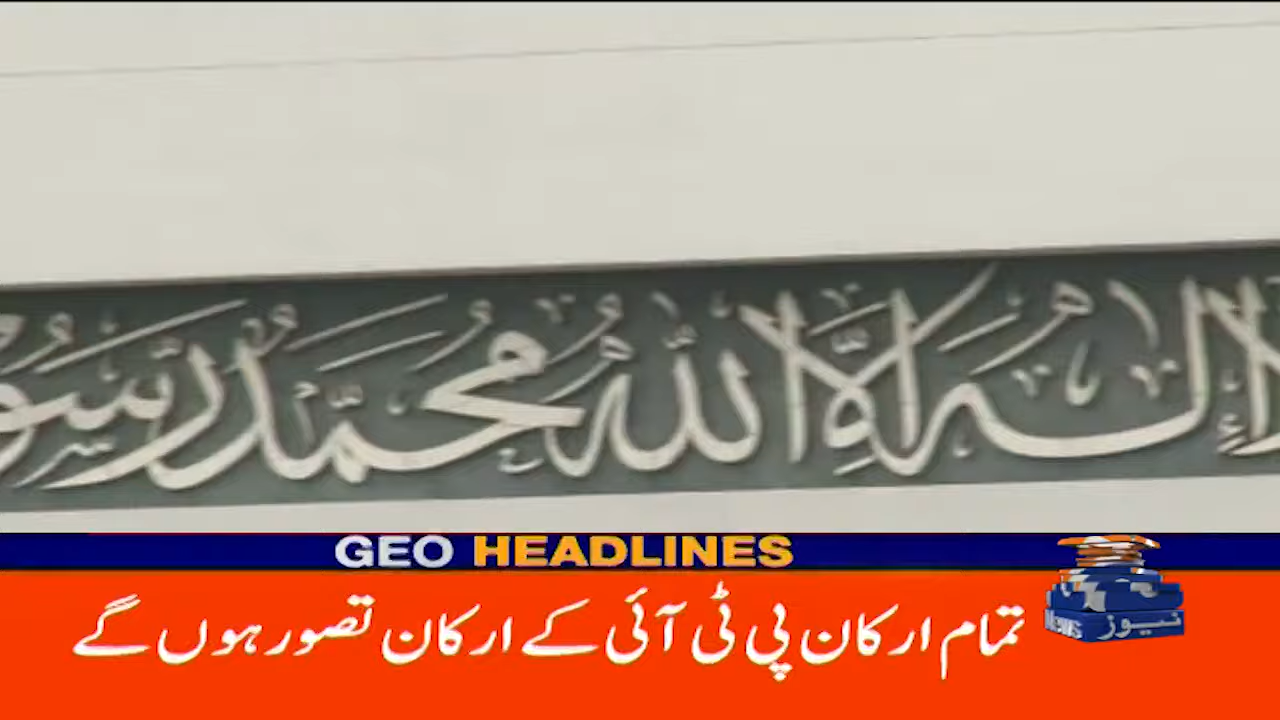 لا إله إلا الله محمد رسو
GEO HEADLINES
تمام ارکان پی ٹی آئی کے ارکان تصور ہوں گے
News نیوز